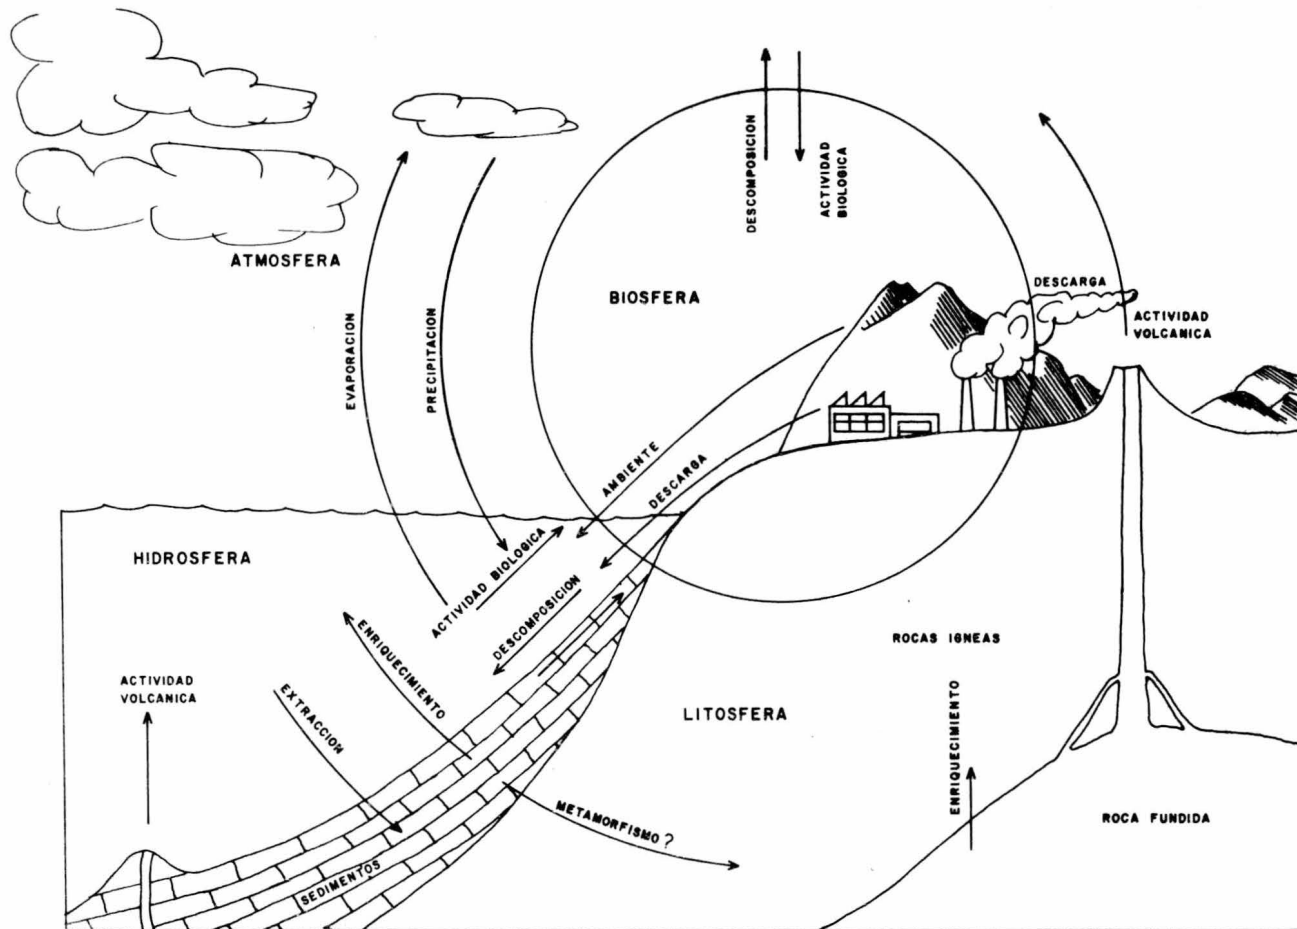 DESCOMPOSICION
ACTIVIDAD
BIOLOGICA
ATMOSFERA
BIOSFERA
DESCARGA
ACTIVIDAD
VOLCANICA
EVAPORACION
PRECIPITACION
AMBIENTE
DESCARGA
HIDROSFERA
ACTIVIDAD BIOLOGICA
DESCOMPOSICION
ENRIQUECIMIENTO
EXTRACCION
ACTIVIDAD
VOLCANICA
ROCAS IGNEAS
LITOSFERA
ENRIQUECIMIENTO
METAMORFISMO?
ROCA FUNDIDA
SEDIMENTOS